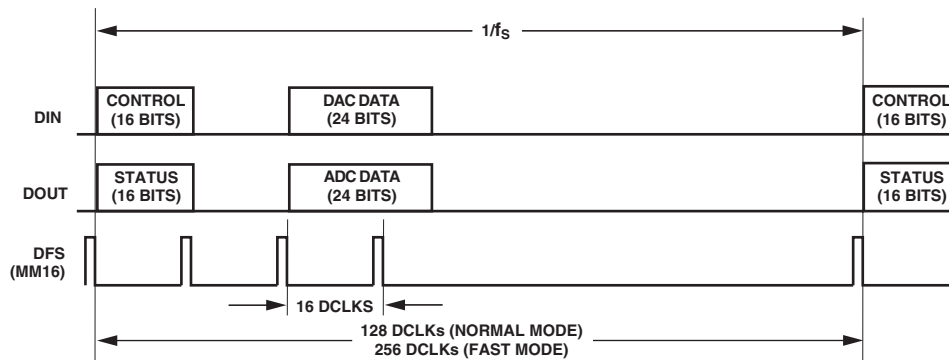 1/fS
CONTROL
(16 BITS)
DAC DATA
(24 BITS)
CONTROL
(16 BITS)
DIN
STATUS
(16 BITS)
ADC DATA
(24 BITS)
STATUS
(16 BITS)
DOUT
DFS
(MM16)
16 DCLKS
128 DCLKs (NORMAL MODE)
256 DCLKs (FAST MODE)